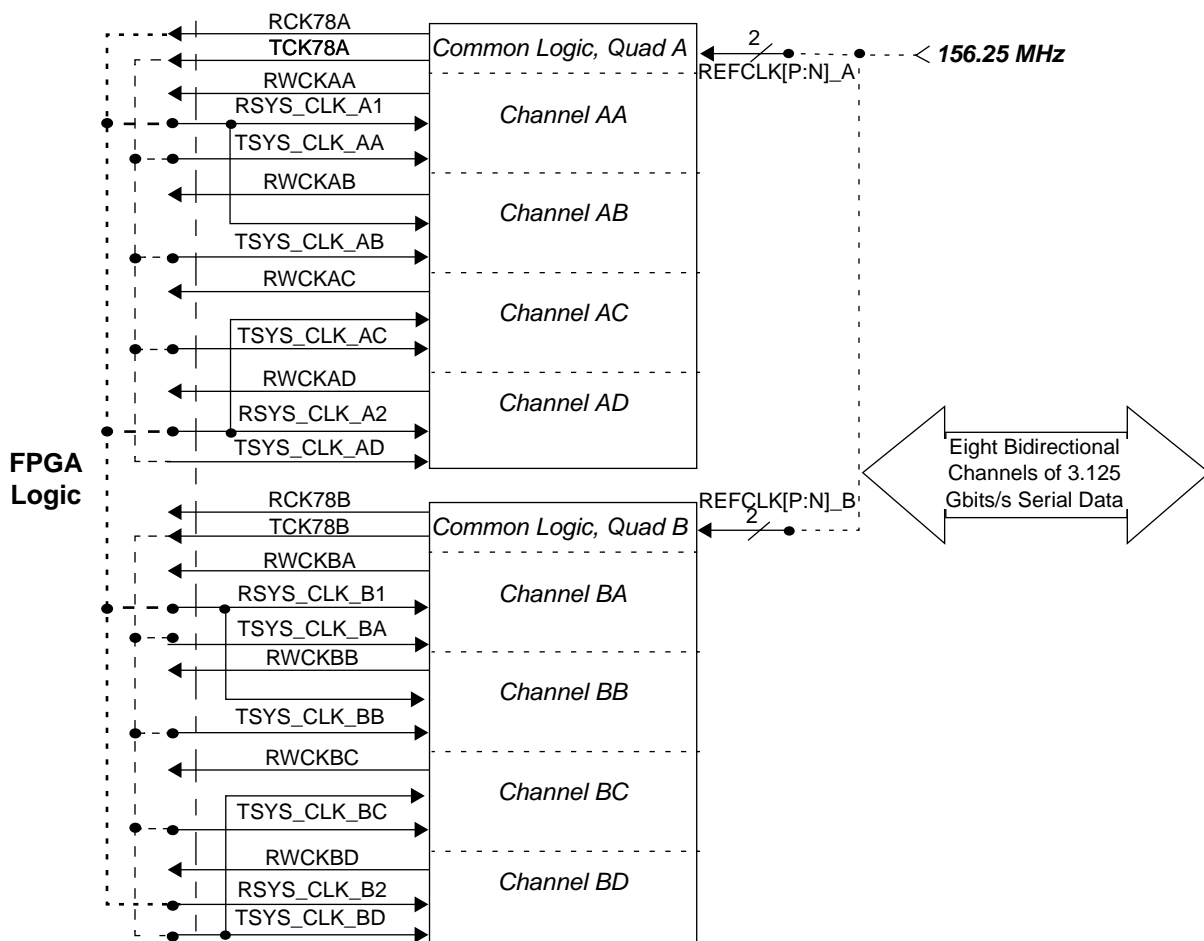 RCK78A
TCK78A
Common Logic, Quad A
2
REFCLK[P:N]_A
156.25 MHz
RWCKAA
RSYS_CLK_A1
Channel AA
TSYS_CLK_AA
RWCKAB
Channel AB
TSYS_CLK_AB
RWCKAC
Channel AC
TSYS_CLK_AC
RWCKAD
Channel AD
RSYS_CLK_A2
TSYS_CLK_AD
FPGA
Logic
Eight Bidirectional
Channels of 3.125
Gbits/s Serial Data
RCK78B
TCK78B
Common Logic, Quad B
REFCLK[P:N]_B
2
RWCKBA
RSYS_CLK_B1
Channel BA
TSYS_CLK_BA
RWCKBB
Channel BB
TSYS_CLK_BB
RWCKBC
Channel BC
TSYS_CLK_BC
RWCKBD
Channel BD
RSYS_CLK_B2
TSYS_CLK_BD